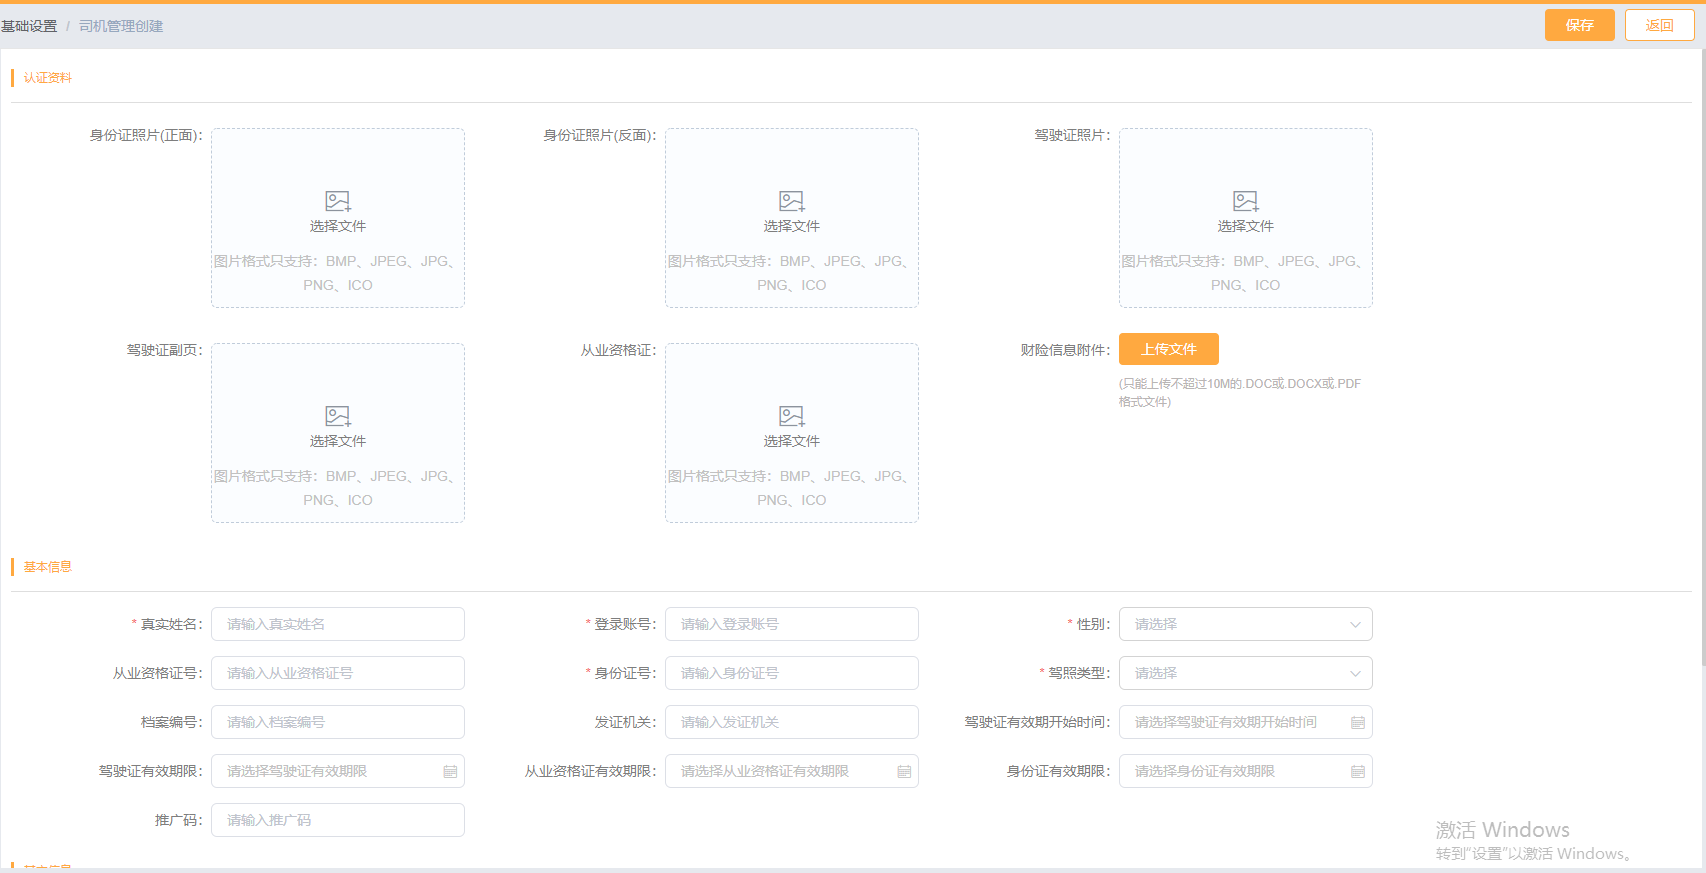 基础设置 / 司机管理创建 保存 返回
认证资料
身份证照片(正面): 身份证照片(反面): 驾驶证照片:
选择文件 选择文件 选择文件
图片格式只支持：BMP、JPEG、JPG、 图片格式只支持：BMP、JPEG、JPG、 图片格式只支持：BMP、JPEG、JPG、
PNG、ICO PNG、ICO PNG、ICO
驾驶证副页: 从业资格证: 财险信息附件: 上传文件
(只能上传不超过10M的.DOC或.DOCX或.PDF
格式文件)
选择文件 选择文件
图片格式只支持：BMP、JPEG、JPG、 图片格式只支持：BMP、JPEG、JPG、
PNG、ICO PNG、ICO
基本信息
* 真实姓名: 请输入真实姓名 * 登录账号: 请输入登录账号 * 性别: 请选择
从业资格证号: 请输入从业资格证号 * 身份证号: 请输入身份证号 * 驾照类型: 请选择
档案编号: 请输入档案编号 发证机关: 请输入发证机关 驾驶证有效期开始时间: 请选择驾驶证有效期开始时间
驾驶证有效期限: 请选择驾驶证有效期限 从业资格证有效期限: 请选择从业资格证有效期限 身份证有效期限: 请选择身份证有效期限
推广码: 请输入推广码
激活 Windows
转到"设置"以激活 Windows。